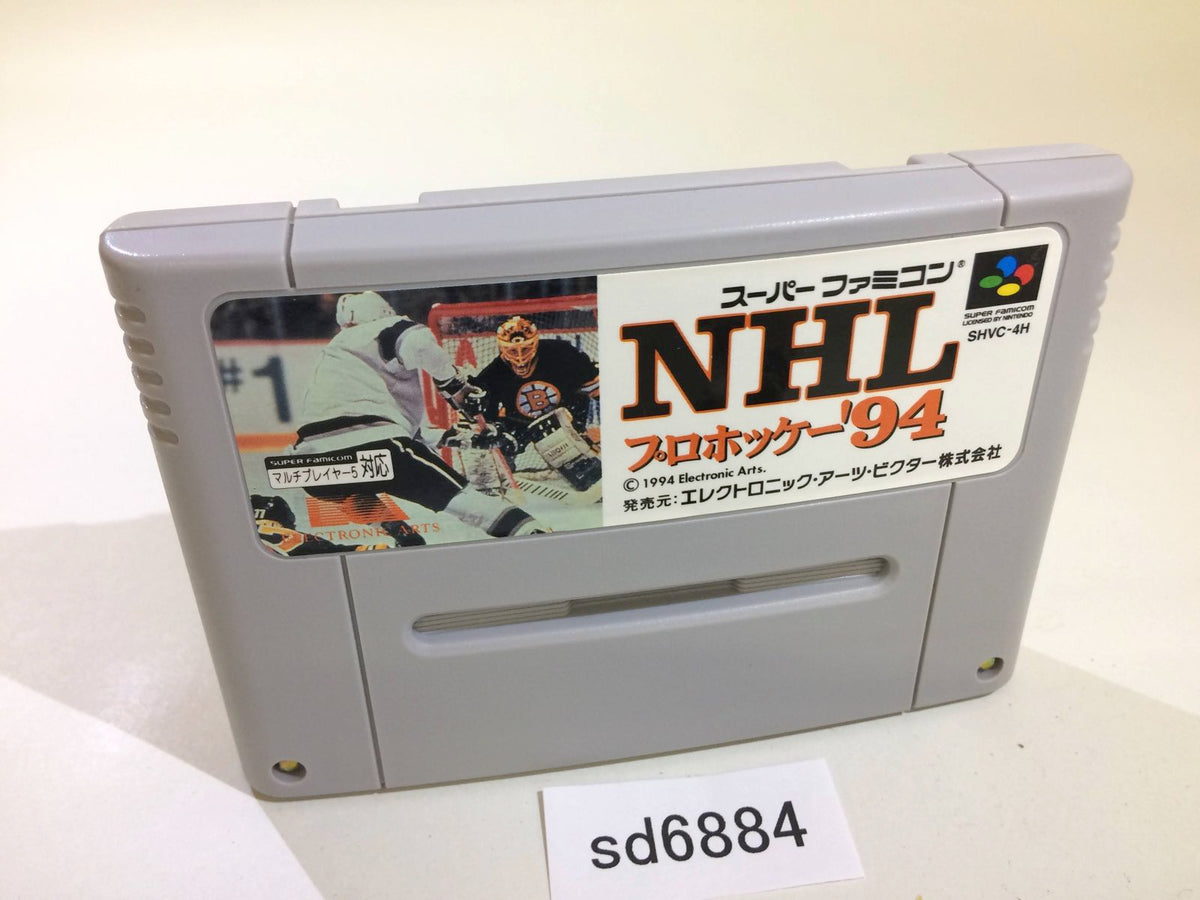 #1
B
SUPER FAMICOM
マルチプレイヤー5 対応
ELECTRONIC ARTS
スーパーファミコン®
SUPER FAMICOM
LICENSED BY NINTENDO
SHVC-4H
NHL
プロホッケー'94
© 1994 Electronic Arts.
発売元:エレクトロニック・アーツ・ビクター株式会社
sd6884